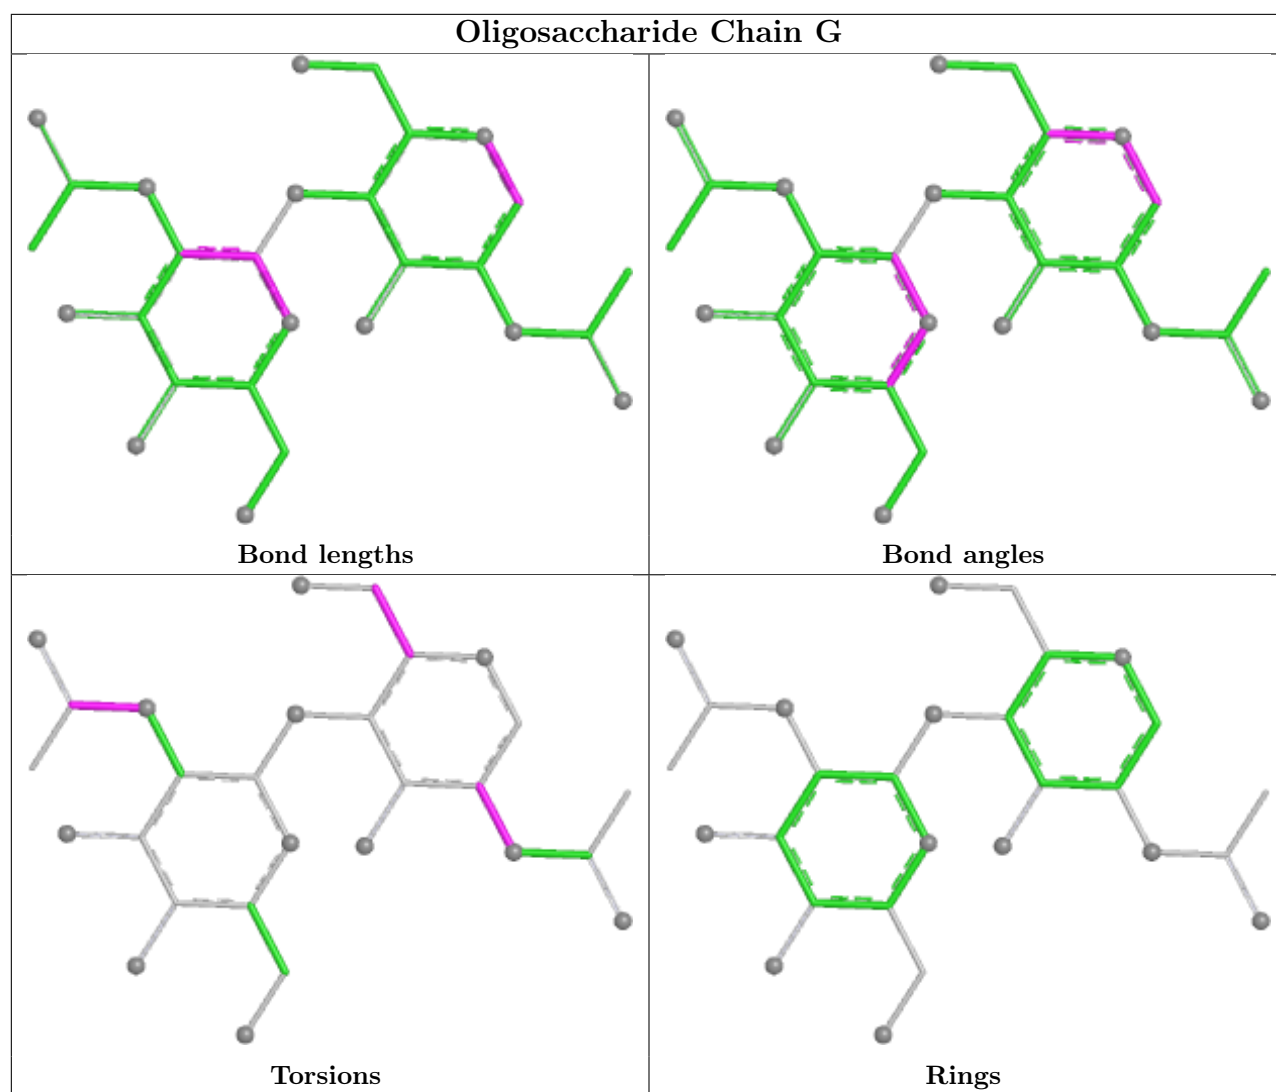 Oligosaccharide Chain G
Bond lengths
Bond angles
Torsions
Rings